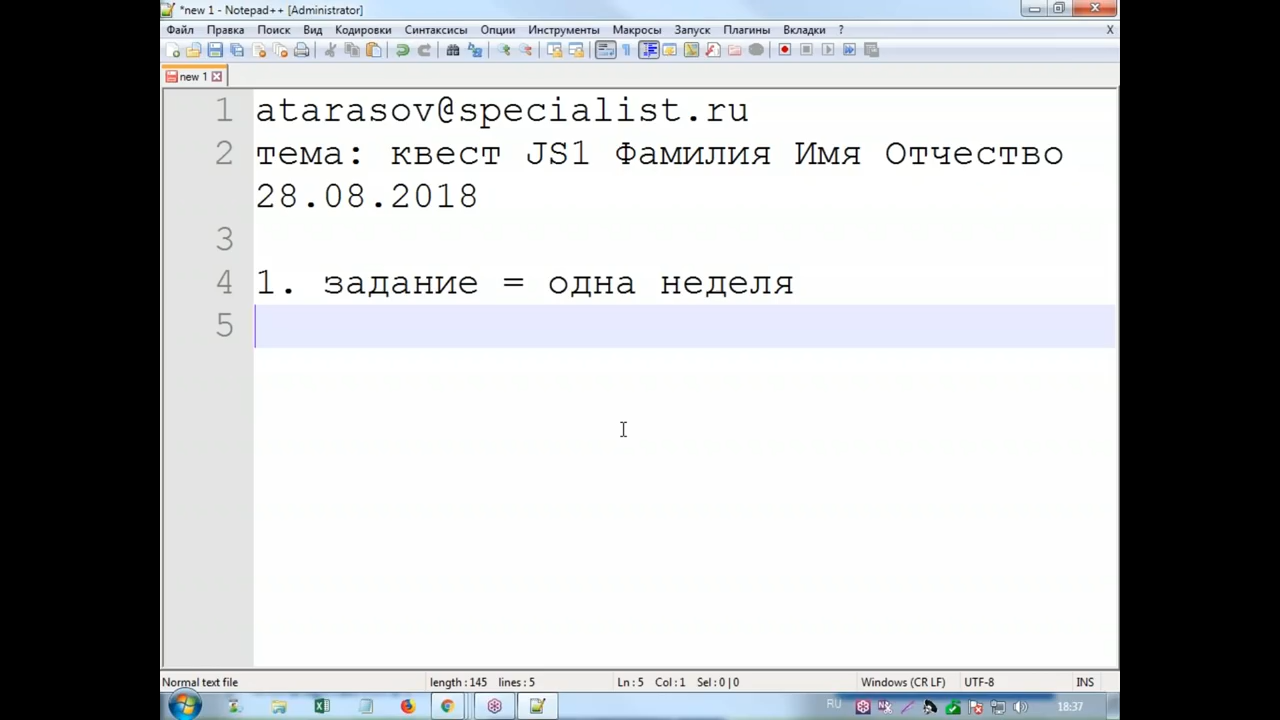 *new 1 - Notepad++ [Administrator]
Файл Правка Поиск Вид Кодировки Синтаксисы Опции Инструменты Макросы Запуск Плагины Вкладки ? X
new 1
1 atarasov@specialist.ru
2 тема: квест JS1 Фамилия Имя Отчество
28.08.2018
3
4 1. задание = одна неделя
5
Normal text file length : 145 lines : 5 Ln : 5 Col : 1 Sel : 0 | 0 Windows (CR LF) UTF-8 INS
RU 18:37